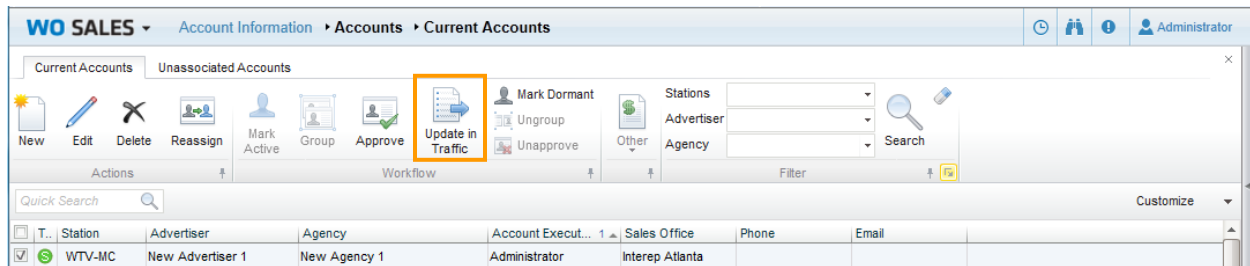 WO SALES Account Information Accounts Current Accounts Administrator
Current Accounts Unassociated Accounts
New Edit Delete Reassign Mark Active Group Approve Update in Traffic
Mark Dormant
Ungroup
Unapprove
Other
Stations
Advertiser
Agency
Search
Actions Workflow Filter
Quick Search Customize
T.. Station Advertiser Agency Account Execut... 1 Sales Office Phone Email
S WTV-MC New Advertiser 1 New Agency 1 Administrator Interep Atlanta